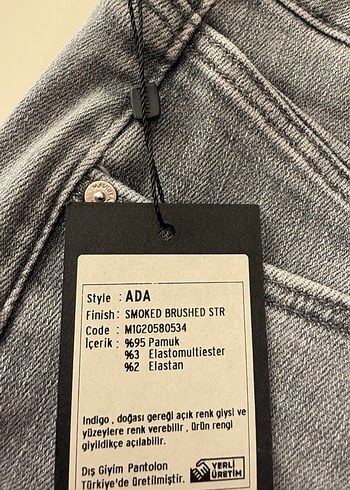 Style : ADA
Finish : SMOKED BRUSHED STR
Code : M1020580534
İçerik : %95 Pamuk
%3 Elastomultiester
%2 Elastan
Indigo , doğası gereği açık renk giysi ve
yüzeylere renk verebilir , ürün rengi
giyildikçe açılabilir.
Dış Giyim Pantolon
Türkiye'de üretilmiştir.
YERLİ
ÜRETİM